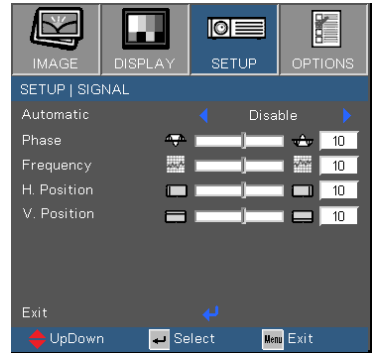 IMAGE DISPLAY SETUP OPTIONS
SETUP | SIGNAL
Automatic Disable
Phase 10
Frequency 10
H. Position 10
V. Position 10
Exit
UpDown Select Menu Exit